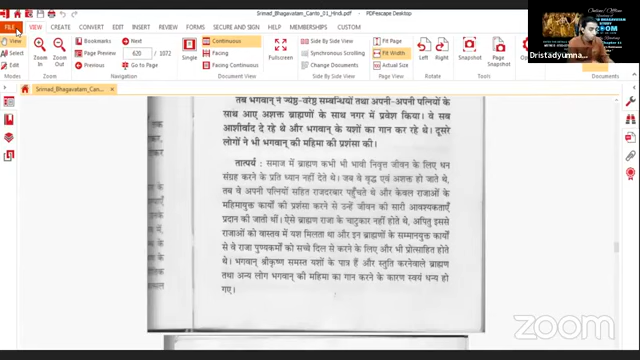 Srimad_Bhagavatam_Canto_01_Hindi.pdf - PDFescape Desktop
FILE VIEW EDIT CREATE CONVERT EDIT INSERT REVIEW FORMS SECURE AND SIGN HELP MEMBERSHIPS CUSTOM
View Select Edit
Zoom In Zoom Out
Bookmarks Page Preview Previous
Next 620 / 1072 Go to Page
Single
Continuous Facing Facing Continuous
Document View
Fullscreen
Side By Side View Synchronous Scrolling Change Documents
Fit Page Fit Width Actual Size
Page View
Left Right
Rotate
Page Snapshot
Documents
Dristadyumna
Srimad_Bhagavatam_Cant...
तब भगवान् ने ज्येष्ठ-वरेष्ठ सम्बन्धियों तथा अपनी-अपनी पत्नियों के
साथ आए अशक्त ब्राह्मणों के साथ नगर में प्रवेश किया। वे सब
आशीर्वाद दे रहे थे और भगवान् के यशों का गान कर रहे थे। दूसरे
लोगों ने भी भगवान् की महिमा की प्रशंसा की।
तात्पर्य : समाज में ब्राह्मण कभी भी भावी निवृत्त जीवन के लिए धन
संग्रह करने के प्रति ध्यान नहीं देते थे। जब वे वृद्ध एवं अशक्त हो जाते थे,
तब वे अपनी पत्नियों सहित राजदरबार पहुँचते थे और केवल राजाओं के
महिमायुक्त कार्यों की प्रशंसा करने से उन्हें जीवन की सारी आवश्यकताएँ
प्रदान की जाती थीं। ऐसे ब्राह्मण राजा के चाटुकार नहीं होते थे, अपितु इससे
राजाओं को वास्तव में यश मिलता था और इन ब्राह्मणों के सम्मानयुक्त कार्यों
से वे राजा पुण्यकर्मों को सच्चे दिल से करने के लिए और भी प्रोत्साहित होते
थे। भगवान् श्रीकृष्ण समस्त यशों के पात्र हैं और स्तुति करनेवाले ब्राह्मण
तथा अन्य लोग भगवान् की महिमा का गान करने के कारण स्वयं धन्य हो
गए।
zoom